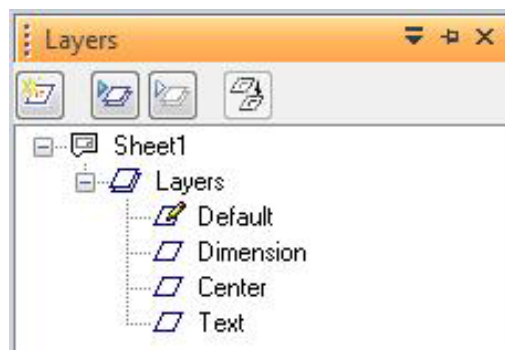 Layers
Sheet1
Layers
Default
Dimension
Center
Text